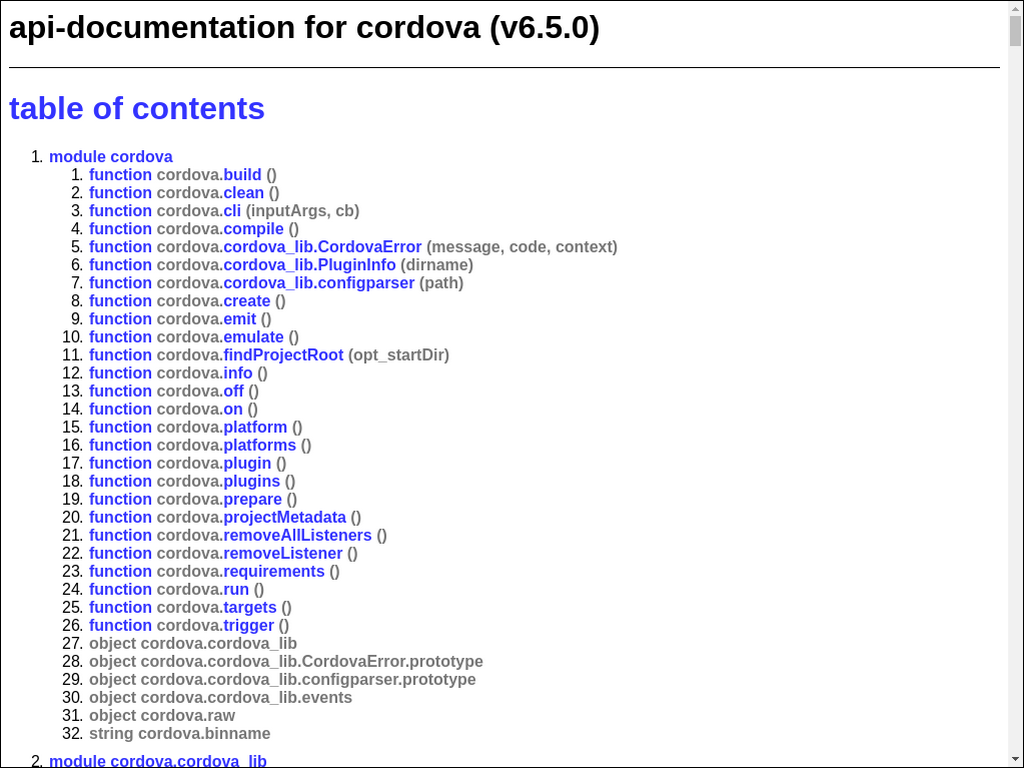 api-documentation for cordova (v6.5.0)
table of contents
1. module cordova
1. function cordova.build ()
2. function cordova.clean ()
3. function cordova.cli (inputArgs, cb)
4. function cordova.compile ()
5. function cordova.cordova_lib.CordovaError (message, code, context)
6. function cordova.cordova_lib.PluginInfo (dirname)
7. function cordova.cordova_lib.configparser (path)
8. function cordova.create ()
9. function cordova.emit ()
10. function cordova.emulate ()
11. function cordova.findProjectRoot (opt_startDir)
12. function cordova.info ()
13. function cordova.off ()
14. function cordova.on ()
15. function cordova.platform ()
16. function cordova.platforms ()
17. function cordova.plugin ()
18. function cordova.plugins ()
19. function cordova.prepare ()
20. function cordova.projectMetadata ()
21. function cordova.removeAllListeners ()
22. function cordova.removeListener ()
23. function cordova.requirements ()
24. function cordova.run ()
25. function cordova.targets ()
26. function cordova.trigger ()
27. object cordova.cordova_lib
28. object cordova.cordova_lib.CordovaError.prototype
29. object cordova.cordova_lib.configparser.prototype
30. object cordova.cordova_lib.events
31. object cordova.raw
32. string cordova.binname
2. module cordova.cordova_lib